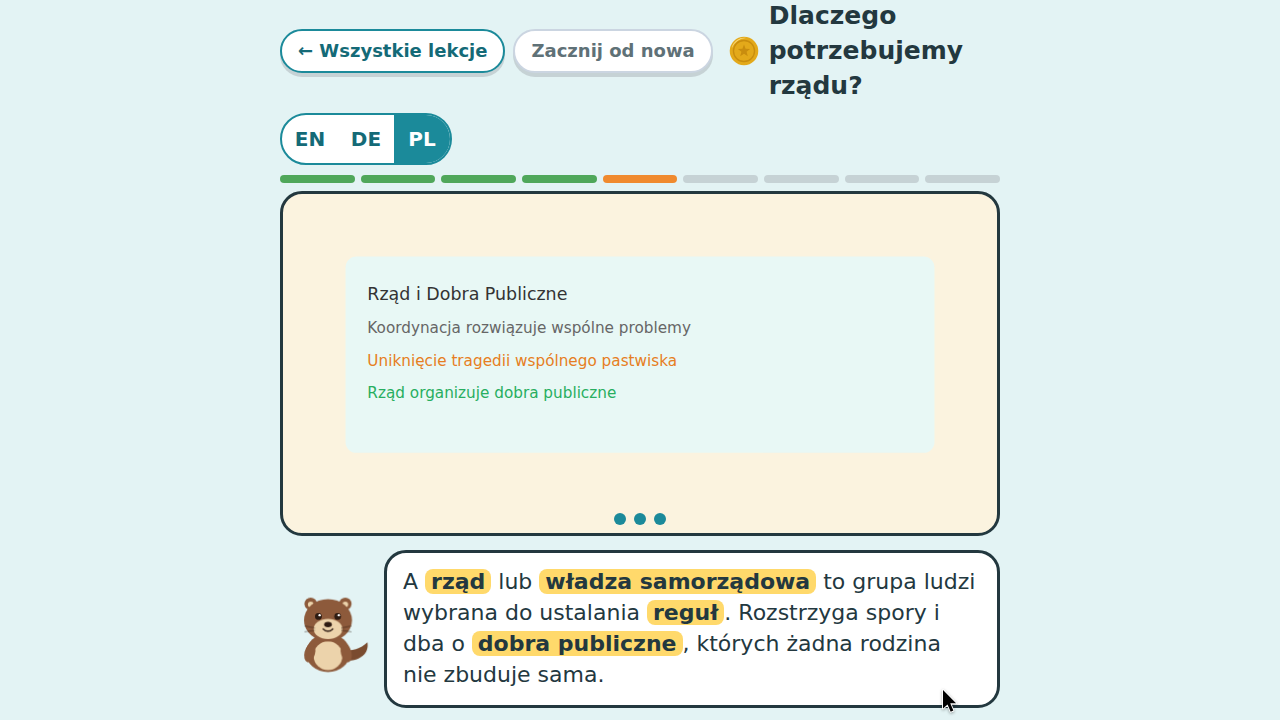 ← Wszystkie lekcje
Zacznij od nowa
Dlaczego
potrzebujemy
rządu?
EN DE PL
Rząd i Dobra Publiczne
Koordynacja rozwiązuje wspólne problemy
Uniknięcie tragedii wspólnego pastwiska
Rząd organizuje dobra publiczne
A rząd lub władza samorządowa to grupa ludzi
wybrana do ustalania reguł. Rozstrzyga spory i
dba o dobra publiczne, których żadna rodzina
nie zbuduje sama.